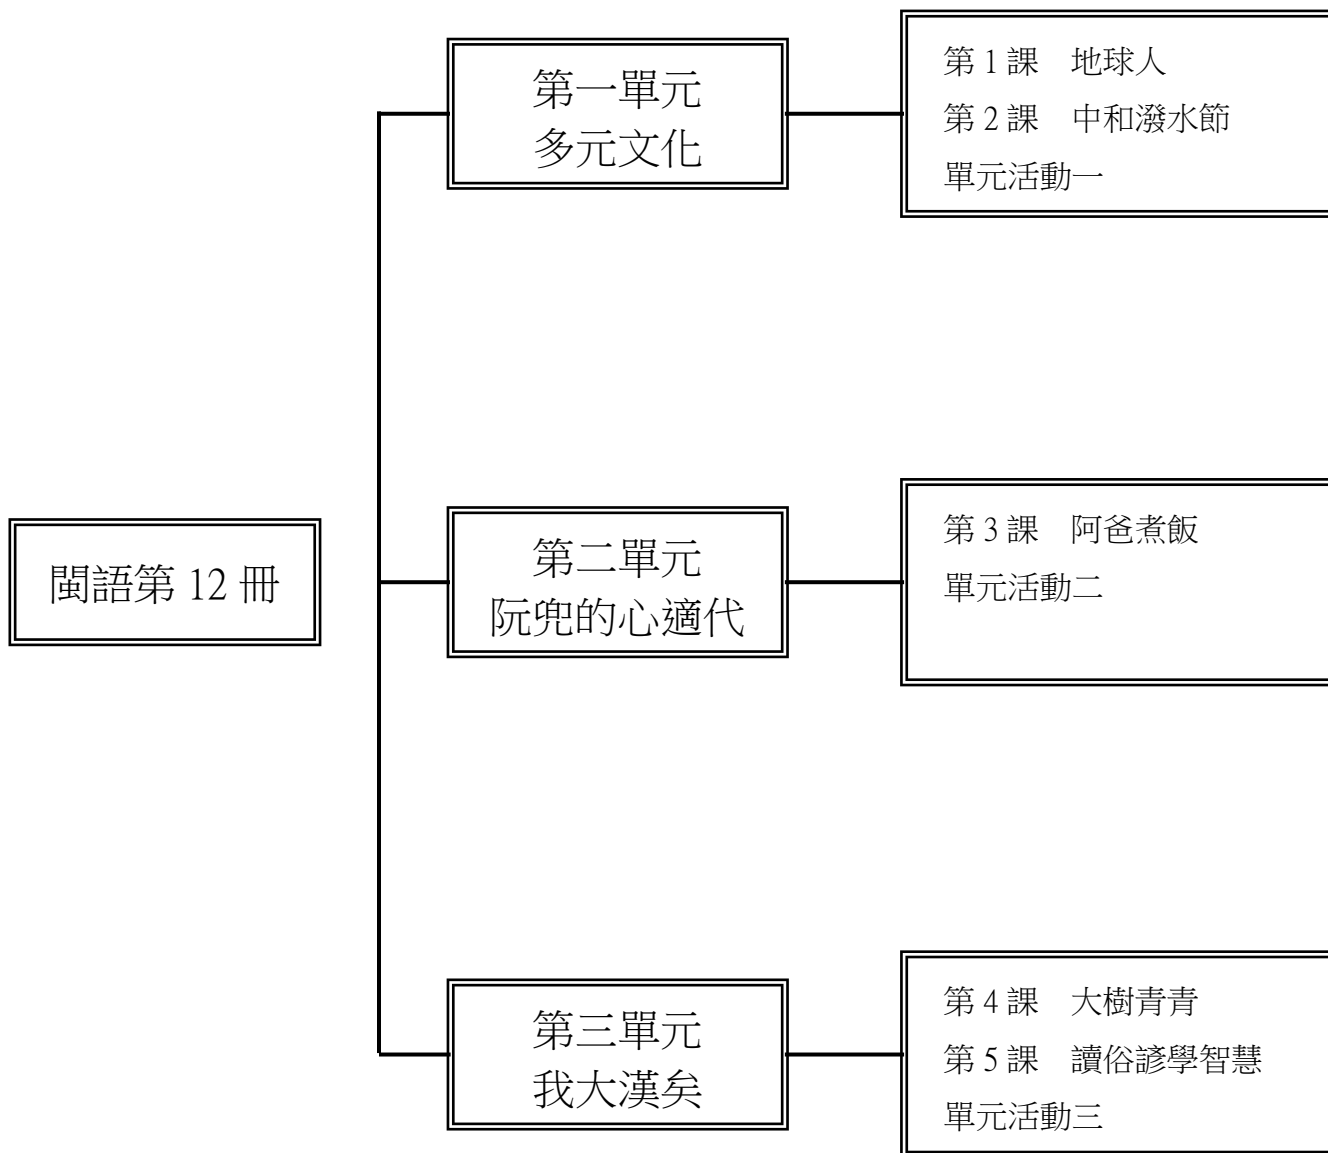 閩語第 12 冊
第一單元
多元文化
第 1 課　地球人
第 2 課　中和潑水節
單元活動一
第二單元
阮兜的心適代
第 3 課　阿爸煮飯
單元活動二
第三單元
我大漢矣
第 4 課　大樹青青
第 5 課　讀俗諺學智慧
單元活動三